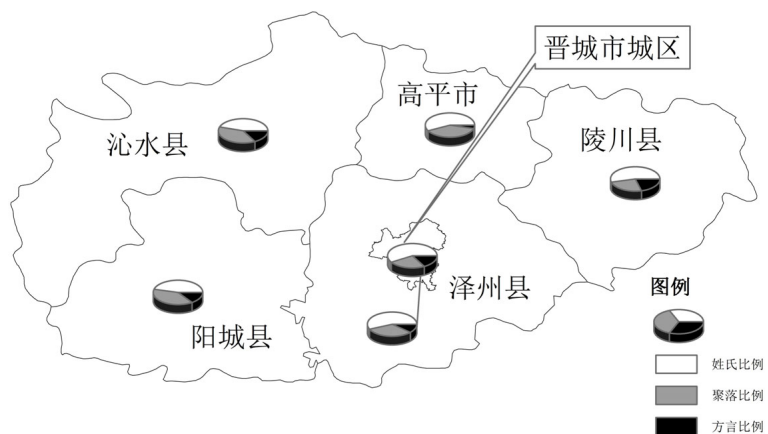 晋城市城区
高平市
沁水县
陵川县
泽州县
图例
阳城县
姓氏比例
聚落比例
方言比例